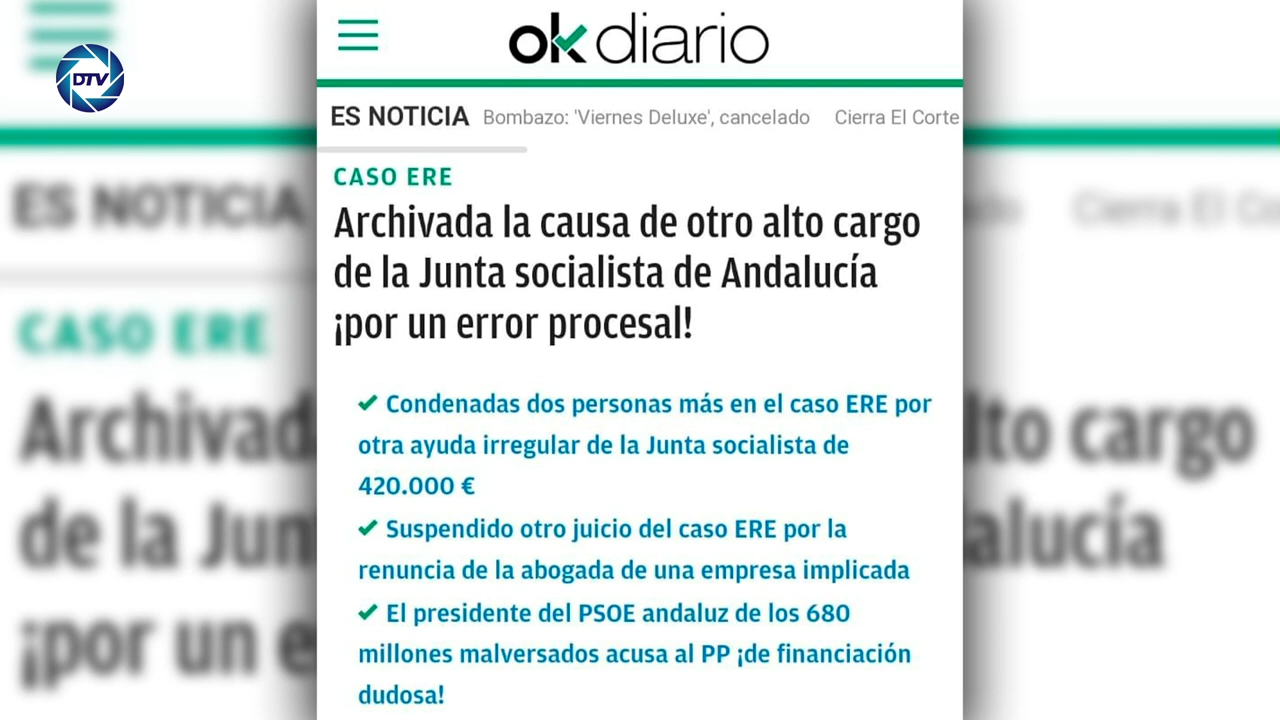 DTV
ok diario
ES NOTICIA Bombazo: 'Viernes Deluxe', cancelado Cierra El Corte
CASO ERE
Archivada la causa de otro alto cargo
de la Junta socialista de Andalucía
¡por un error procesal!
Condenadas dos personas más en el caso ERE por
otra ayuda irregular de la Junta socialista de
420.000 €
Suspendido otro juicio del caso ERE por la
renuncia de la abogada de una empresa implicada
El presidente del PSOE andaluz de los 680
millones malversados acusa al PP ¡de financiación
dudosa!